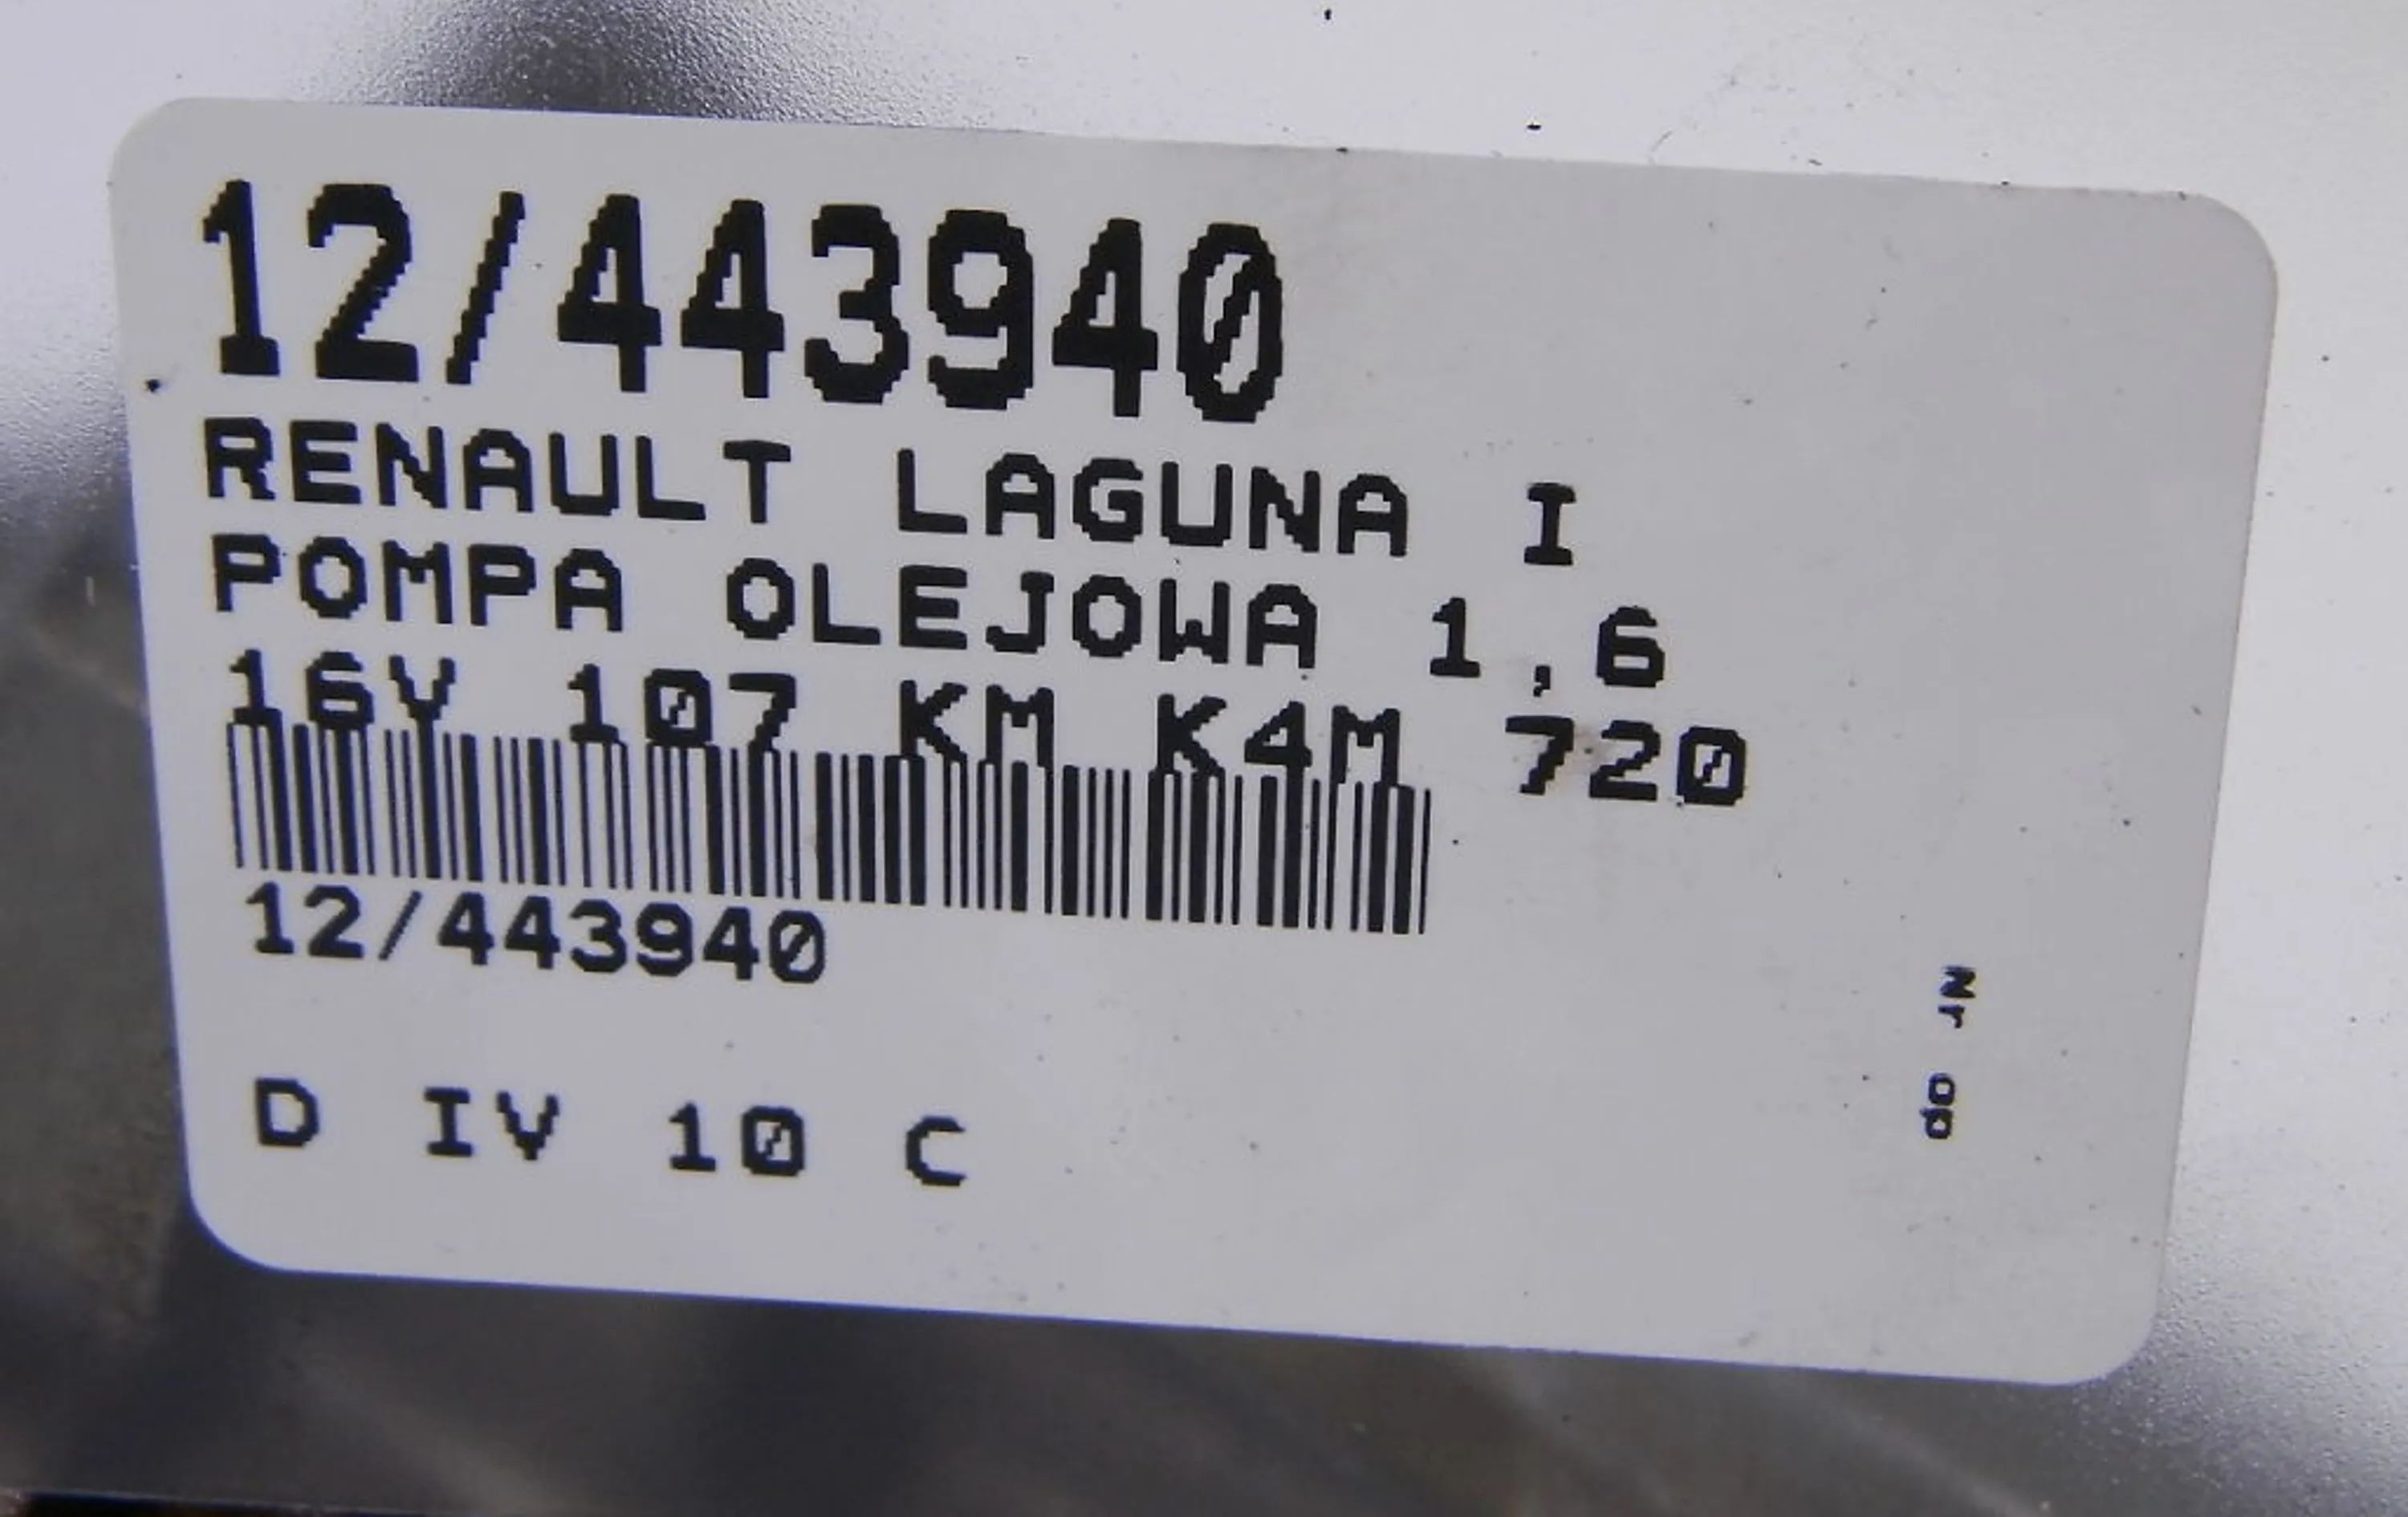 12/443940
RENAULT LAGUNA I
POMPA OLEJOWA 1,6
16V 107 KM K4M 720
12/443940
D IV 10 C
Nr op